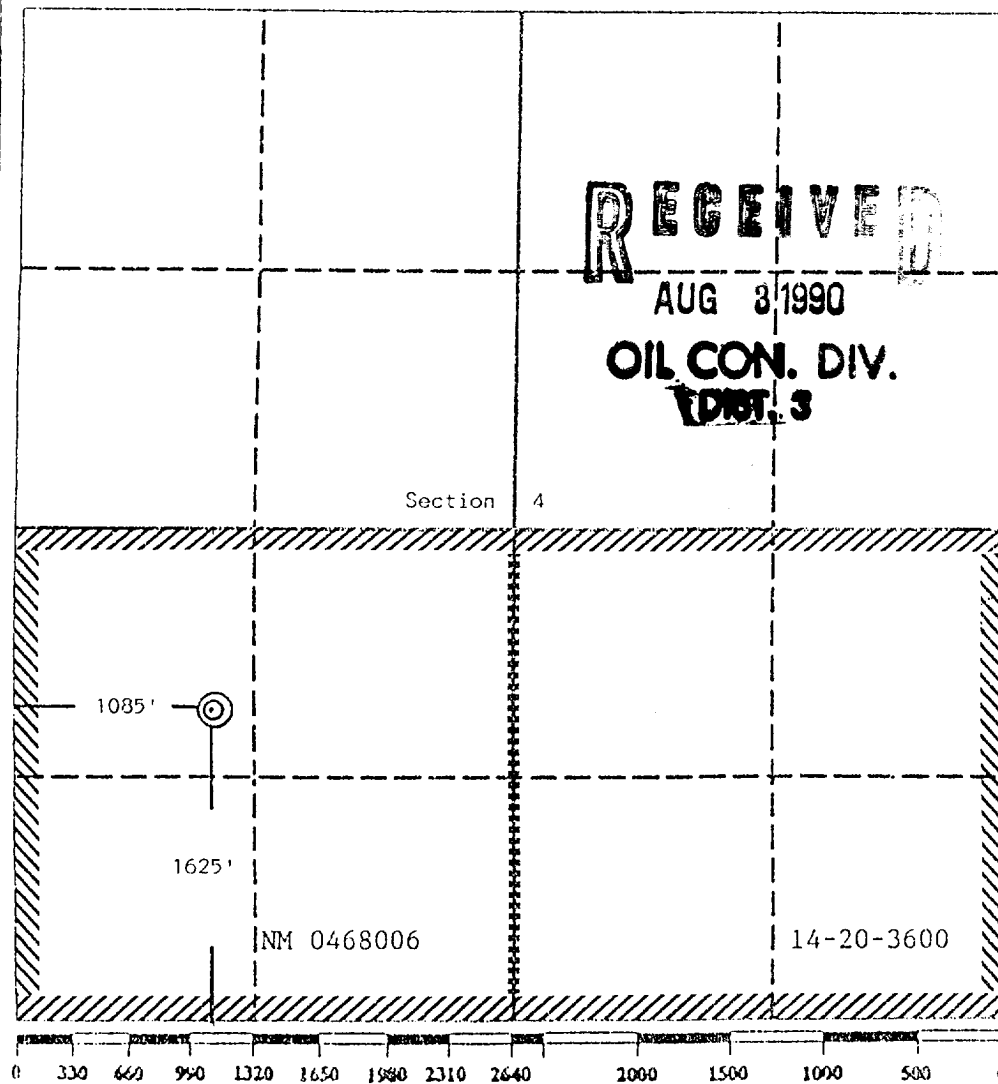 RECEIVED
AUG 3 1990
OIL CON. DIV.
DIST. 3
Section 4
1085'
1625'
NM 0468006
14-20-3600
0 330 660 990 1320 1650 1980 2310 2640 2000 1500 1000 500